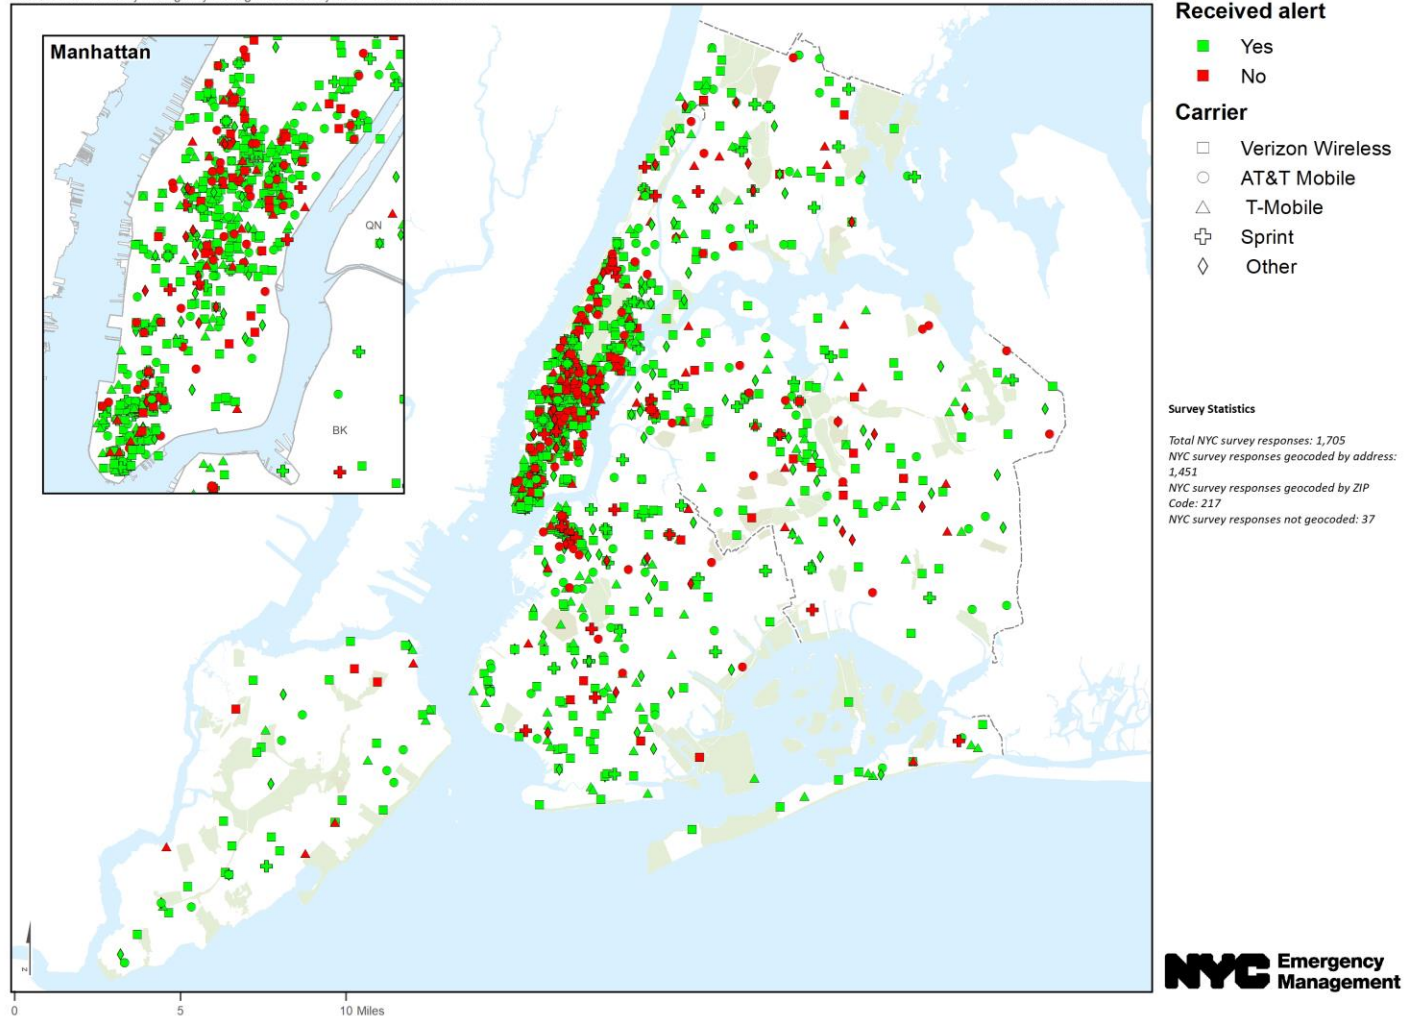 Received alert
Yes
No
Carrier
Verizon Wireless
AT&T Mobile
T-Mobile
Sprint
Other
Survey Statistics
Total NYC survey responses: 1,705
NYC survey responses geocoded by address:
1,451
NYC survey responses geocoded by ZIP
Code: 217
NYC survey responses not geocoded: 37
Manhattan
QN
BK
N
0 5 10 Miles
NYC Emergency
Management